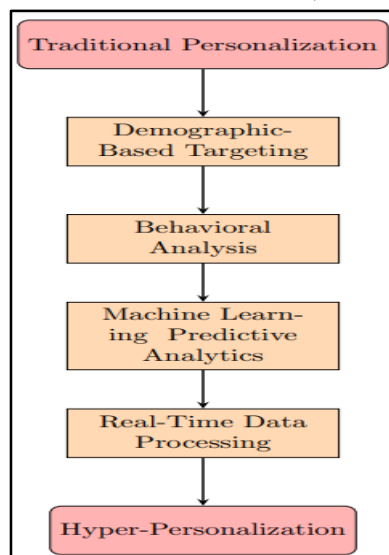 Traditional Personalization
Demographic-
Based Targeting
Behavioral
Analysis
Machine Learn-
ing Predictive
Analytics
Real-Time Data
Processing
Hyper-Personalization